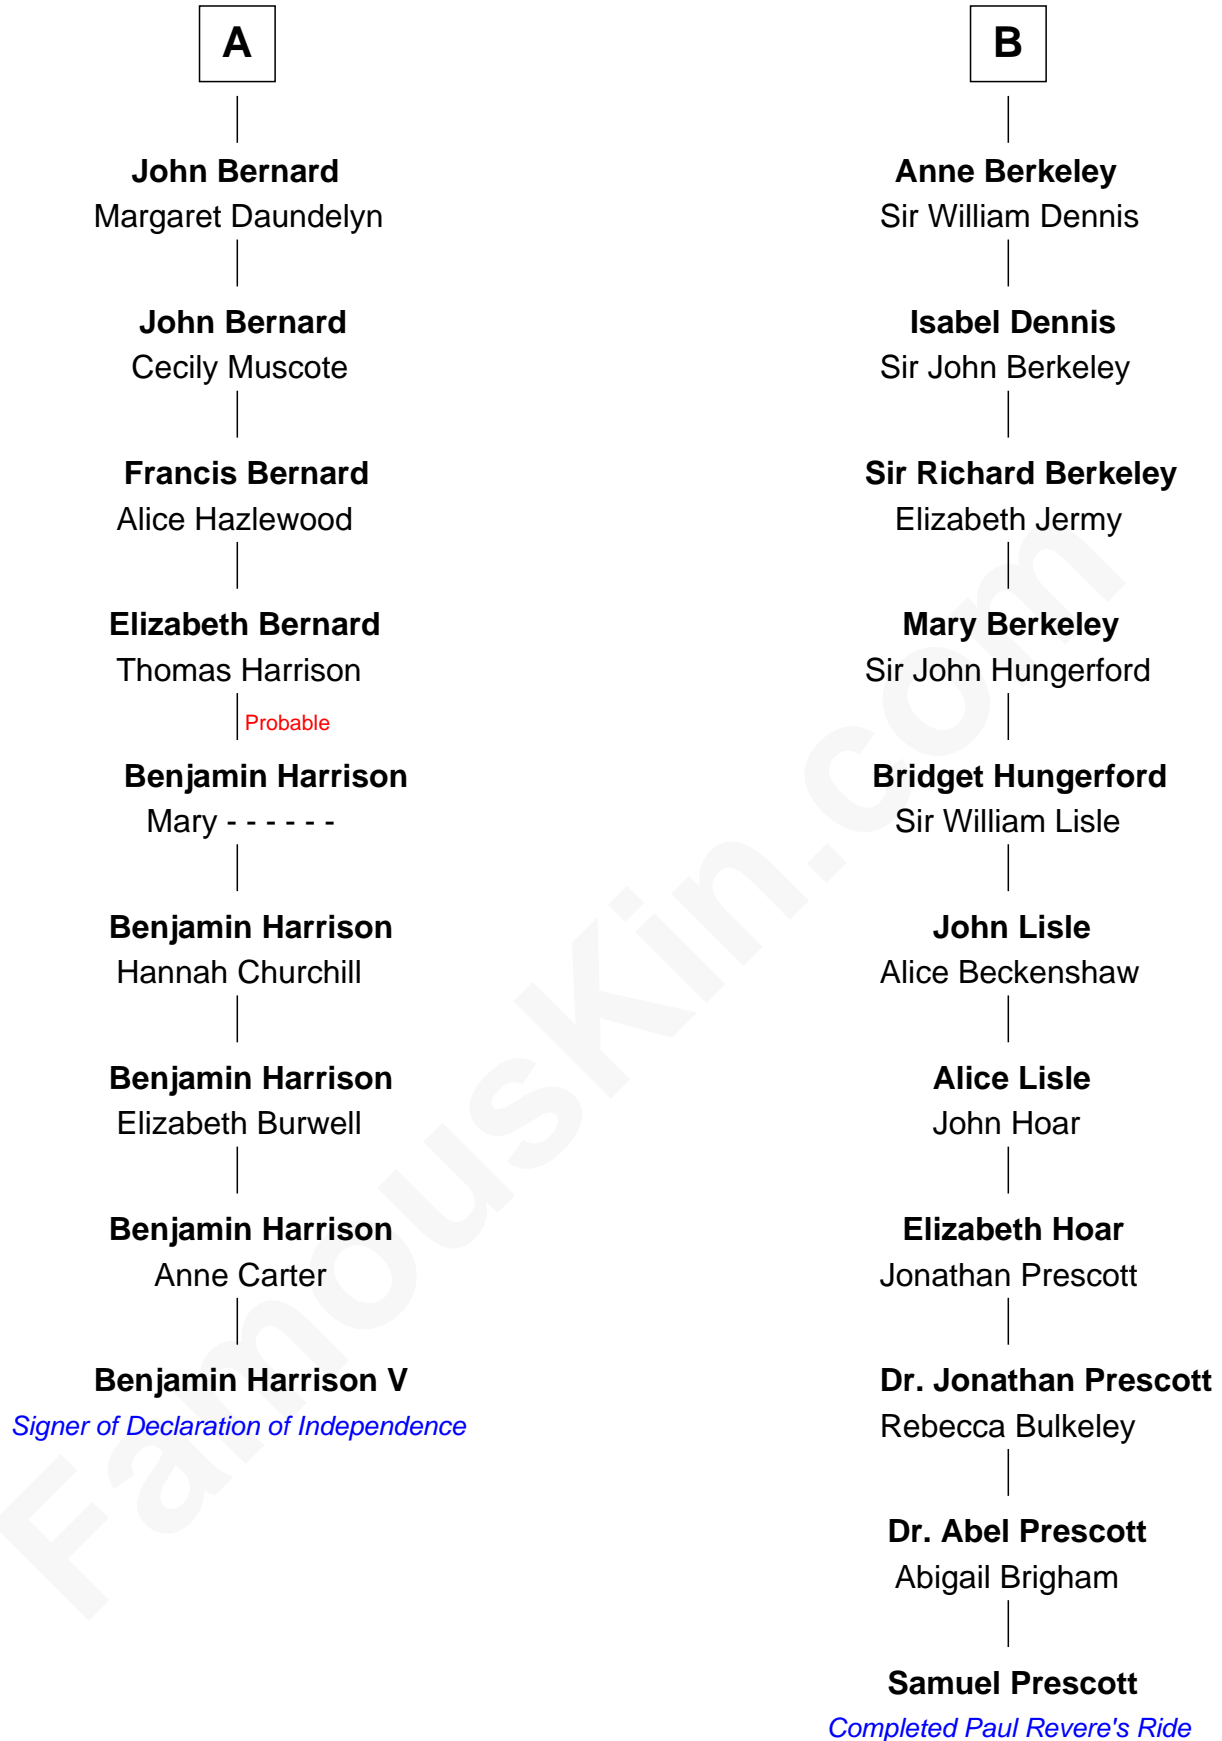 A
John Bernard
Margaret Daundelyn
John Bernard
Cecily Muscote
Francis Bernard
Alice Hazlewood
Elizabeth Bernard
Thomas Harrison
Probable
Benjamin Harrison
Mary - - - - - -
Benjamin Harrison
Hannah Churchill
Benjamin Harrison
Elizabeth Burwell
Benjamin Harrison
Anne Carter
Benjamin Harrison V
Signer of Declaration of Independence
B
Anne Berkeley
Sir William Dennis
Isabel Dennis
Sir John Berkeley
Sir Richard Berkeley
Elizabeth Jermy
Mary Berkeley
Sir John Hungerford
Bridget Hungerford
Sir William Lisle
John Lisle
Alice Beckenshaw
Alice Lisle
John Hoar
Elizabeth Hoar
Jonathan Prescott
Dr. Jonathan Prescott
Rebecca Bulkeley
Dr. Abel Prescott
Abigail Brigham
Samuel Prescott
Completed Paul Revere's Ride
FamousKin.com